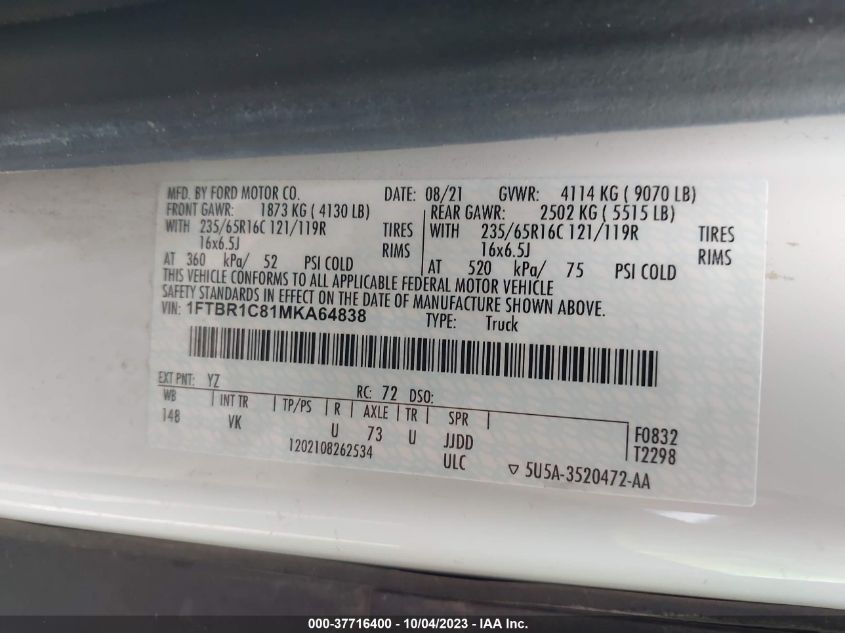 MFD. BY FORD MOTOR CO. DATE: 08/21 GVWR: 4114 KG ( 9070 LB)
FRONT GAWR: 1873 KG ( 4130 LB) REAR GAWR: 2502 KG ( 5515 LB)
WITH 235/65R16C 121/119R TIRES WITH 235/65R16C 121/119R TIRES
16x6.5J RIMS 16x6.5J RIMS
AT 360 kPa/ 52 PSI COLD AT 520 kPa/ 75 PSI COLD
THIS VEHICLE CONFORMS TO ALL APPLICABLE FEDERAL MOTOR VEHICLE
SAFETY STANDARDS IN EFFECT ON THE DATE OF MANUFACTURE SHOWN ABOVE.
VIN: 1FTBR1C81MKA64838 TYPE: Truck
EXT PNT: YZ RC: 72 DSO:
WB INT TR TP/PS R AXLE TR SPR
148 VK U 73 U JJDD F0832
1202108262534 ULC T2298
▽ 5U5A-3520472-AA
000-37716400 - 10/04/2023 - IAA Inc.